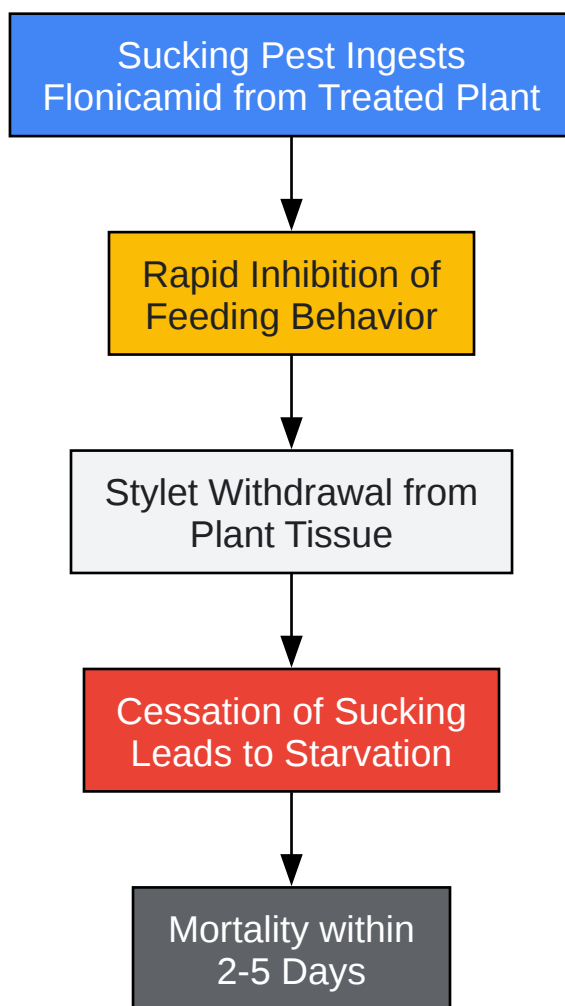 Sucking Pest Ingests
Flonicamid from Treated Plant
Rapid Inhibition of
Feeding Behavior
Stylet Withdrawal from
Plant Tissue
Cessation of Sucking
Leads to Starvation
Mortality within
2-5 Days